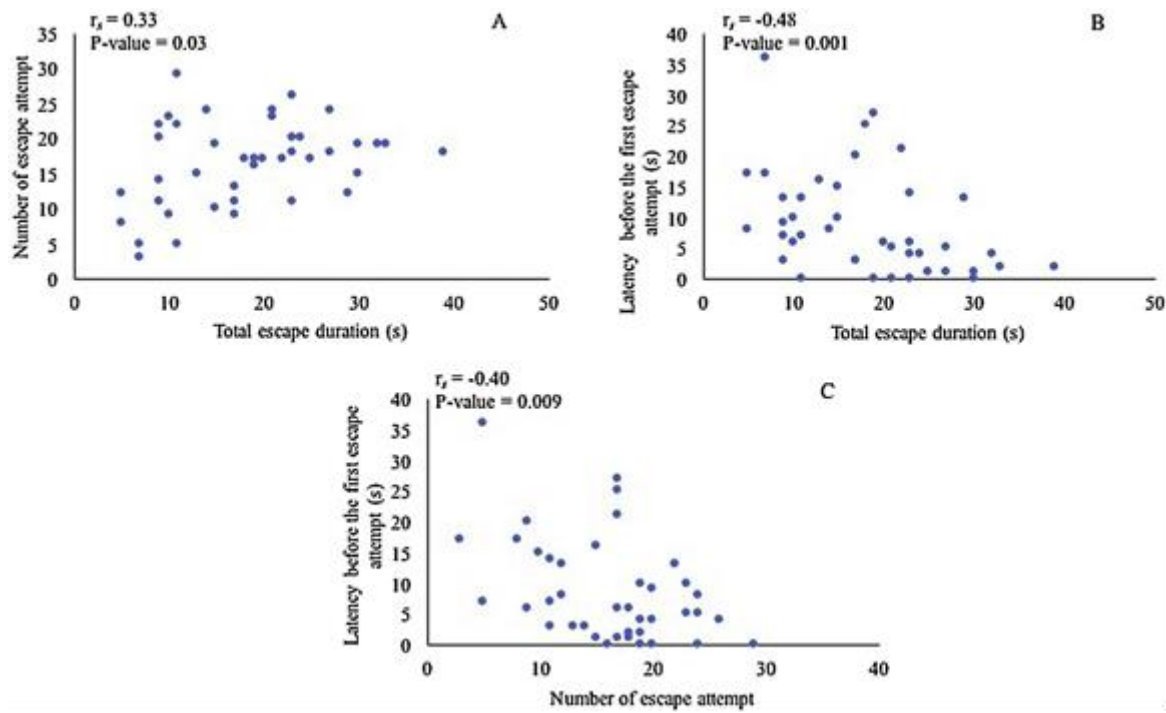 rs = 0.33
P-value = 0.03
A
35
30
25
20
15
10
5
0
Number of escape attempt
0 10 20 30 40 50
Total escape duration (s)
rs = -0.48
P-value = 0.001
B
40
35
30
25
20
15
10
5
0
Latency before the first escape
attempt (s)
0 10 20 30 40 50
Total escape duration (s)
rs = -0.40
P-value = 0.009
C
40
35
30
25
20
15
10
5
0
Latency before the first escape
attempt (s)
0 10 20 30 40
Number of escape attempt